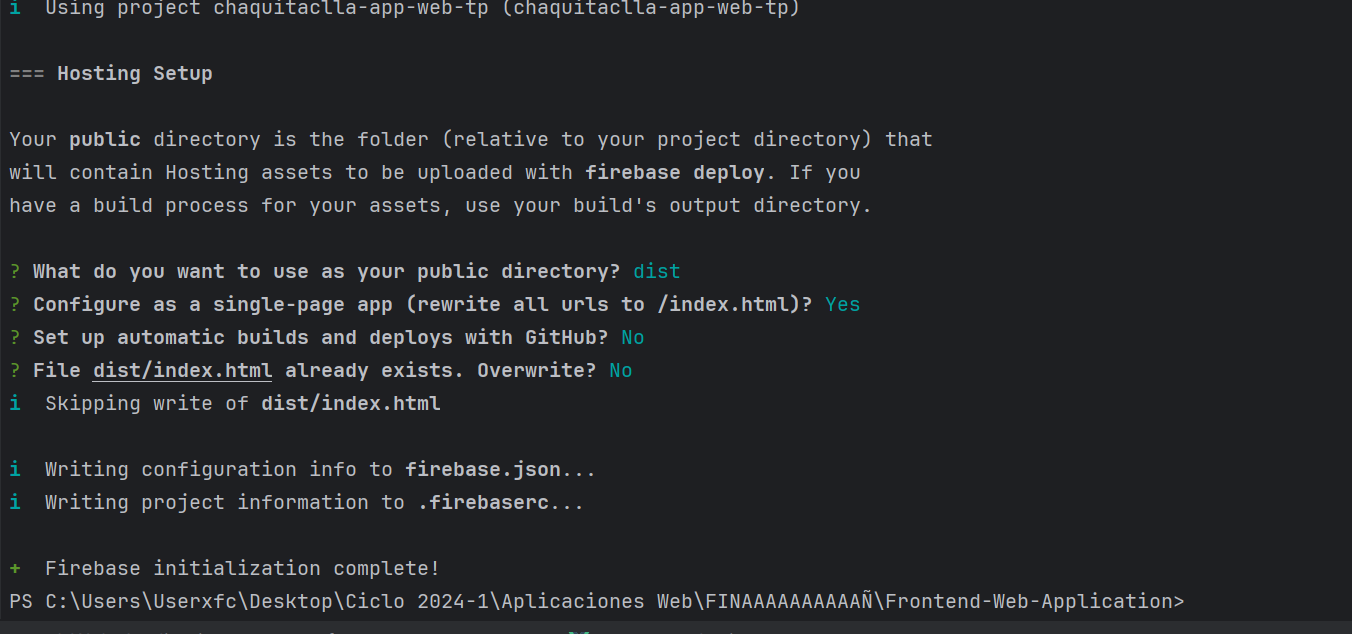 i  Using project chaquitaclla-app-web-tp (chaquitaclla-app-web-tp)
=== Hosting Setup
Your public directory is the folder (relative to your project directory) that
will contain Hosting assets to be uploaded with firebase deploy. If you
have a build process for your assets, use your build's output directory.
? What do you want to use as your public directory? dist
? Configure as a single-page app (rewrite all urls to /index.html)? Yes
? Set up automatic builds and deploys with GitHub? No
? File dist/index.html already exists. Overwrite? No
i  Skipping write of dist/index.html
i  Writing configuration info to firebase.json...
i  Writing project information to .firebaserc...
+  Firebase initialization complete!
PS C:\Users\Userxfc\Desktop\Ciclo 2024-1\Aplicaciones Web\FINAAAAAAAAAAÑ\Frontend-Web-Application>